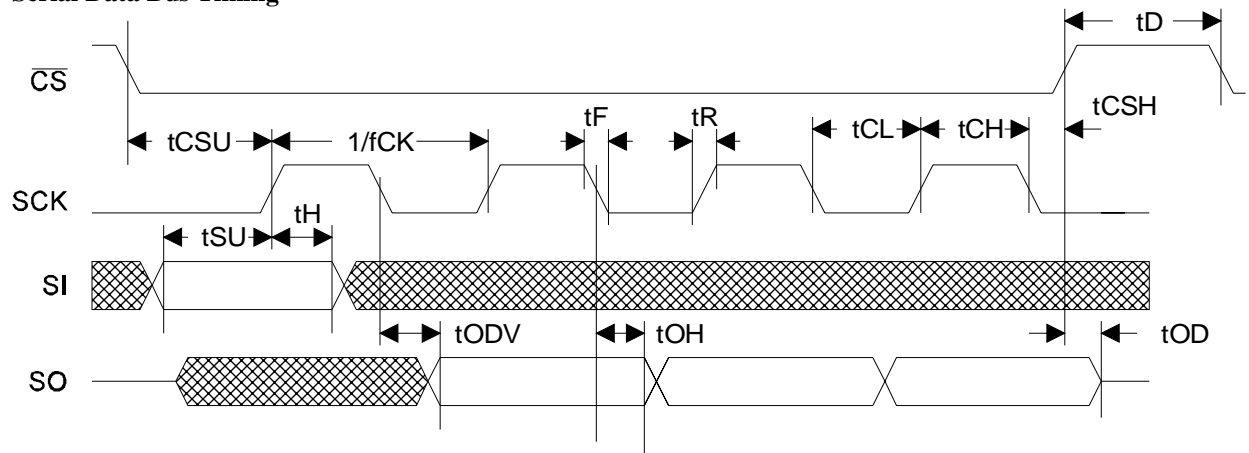 Serial Data Bus Timing
tD
CS
tF
tR
tCSH
tCSU
1/fCK
tCL
tCH
SCK
tH
tSU
SI
tODV
tOH
tOD
SO